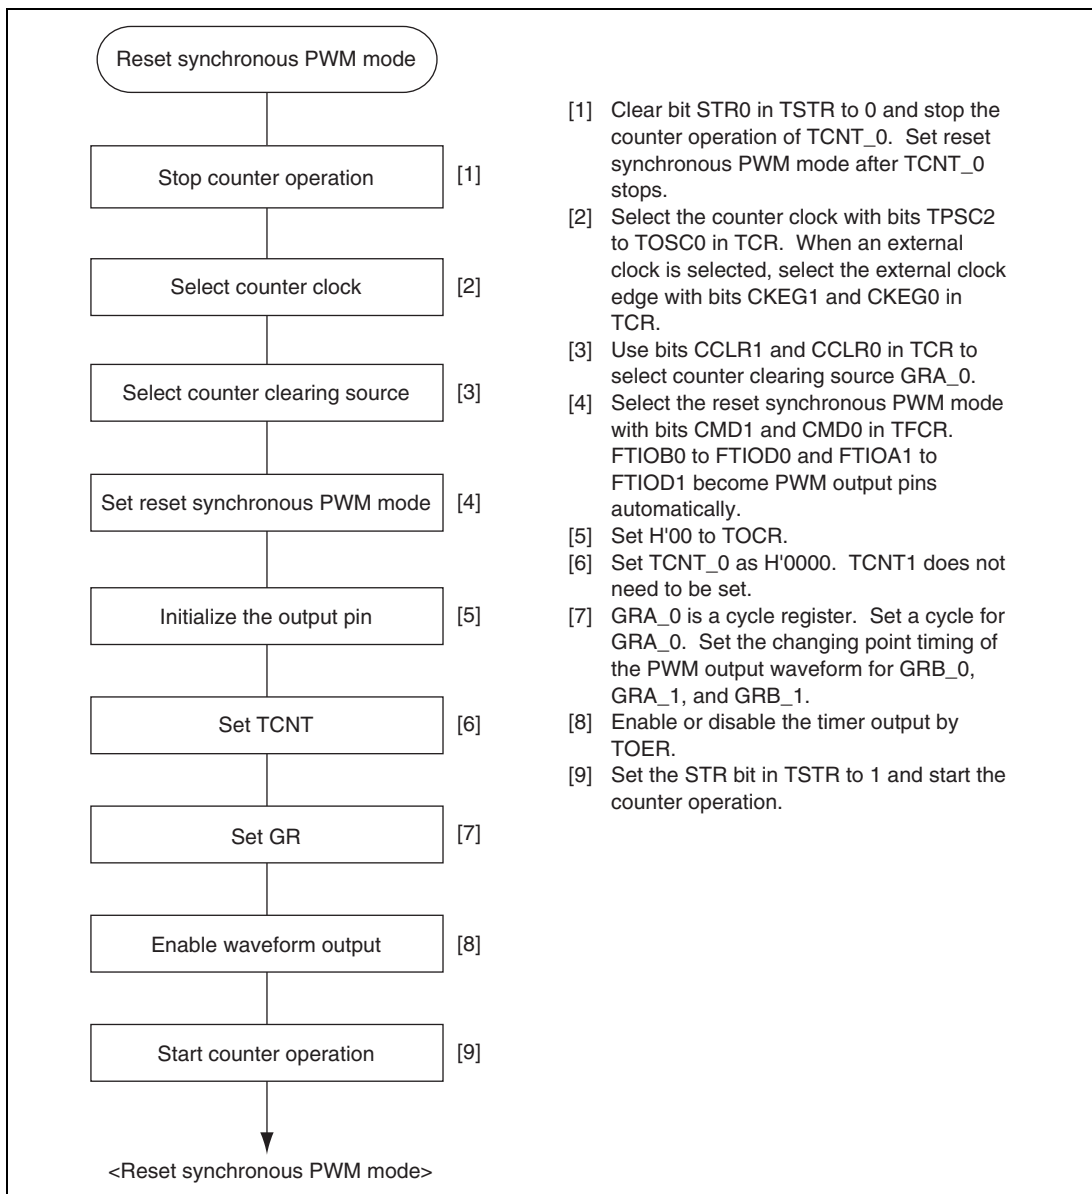 Reset synchronous PWM mode
Stop counter operation
[1]
Select counter clock
[2]
Select counter clearing source
[3]
Set reset synchronous PWM mode
[4]
Initialize the output pin
[5]
Set TCNT
[6]
Set GR
[7]
Enable waveform output
[8]
Start counter operation
[9]
<Reset synchronous PWM mode>
[1] Clear bit STR0 in TSTR to 0 and stop the
counter operation of TCNT_0. Set reset
synchronous PWM mode after TCNT_0
stops.
[2] Select the counter clock with bits TPSC2
to TOSC0 in TCR. When an external
clock is selected, select the external clock
edge with bits CKEG1 and CKEG0 in
TCR.
[3] Use bits CCLR1 and CCLR0 in TCR to
select counter clearing source GRA_0.
[4] Select the reset synchronous PWM mode
with bits CMD1 and CMD0 in TFCR.
FTIOB0 to FTIOD0 and FTIOA1 to
FTIOD1 become PWM output pins
automatically.
[5] Set H'00 to TOCR.
[6] Set TCNT_0 as H'0000. TCNT1 does not
need to be set.
[7] GRA_0 is a cycle register. Set a cycle for
GRA_0. Set the changing point timing of
the PWM output waveform for GRB_0,
GRA_1, and GRB_1.
[8] Enable or disable the timer output by
TOER.
[9] Set the STR bit in TSTR to 1 and start the
counter operation.